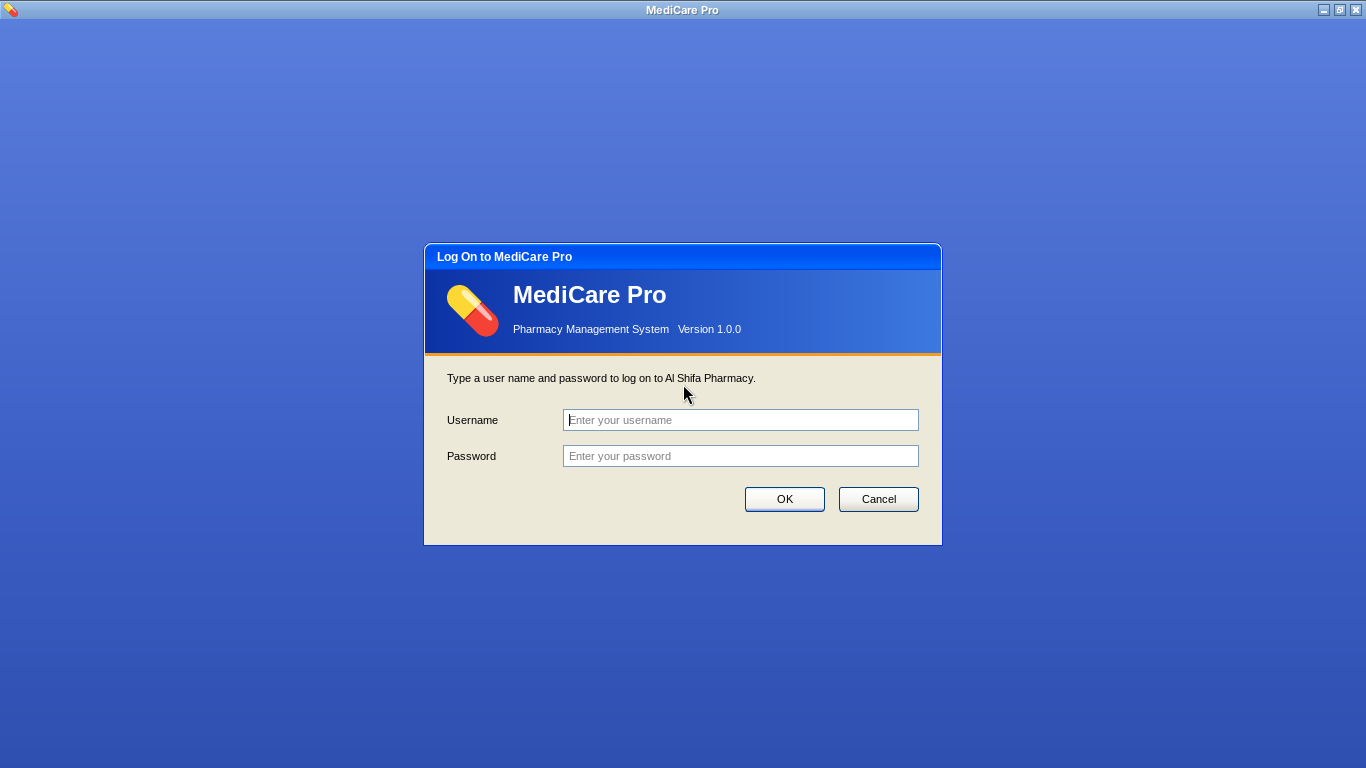 MediCare Pro
Log On to MediCare Pro
MediCare Pro
Pharmacy Management System Version 1.0.0
Type a user name and password to log on to Al Shifa Pharmacy.
Username Enter your username
Password Enter your password
OK Cancel